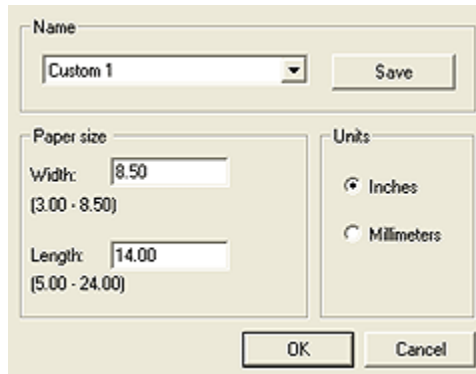 Name
Custom 1
Save
Paper size
Width: 8.50
(3.00 - 8.50)
Length: 14.00
(5.00 - 24.00)
Units
Inches
Millimeters
OK
Cancel